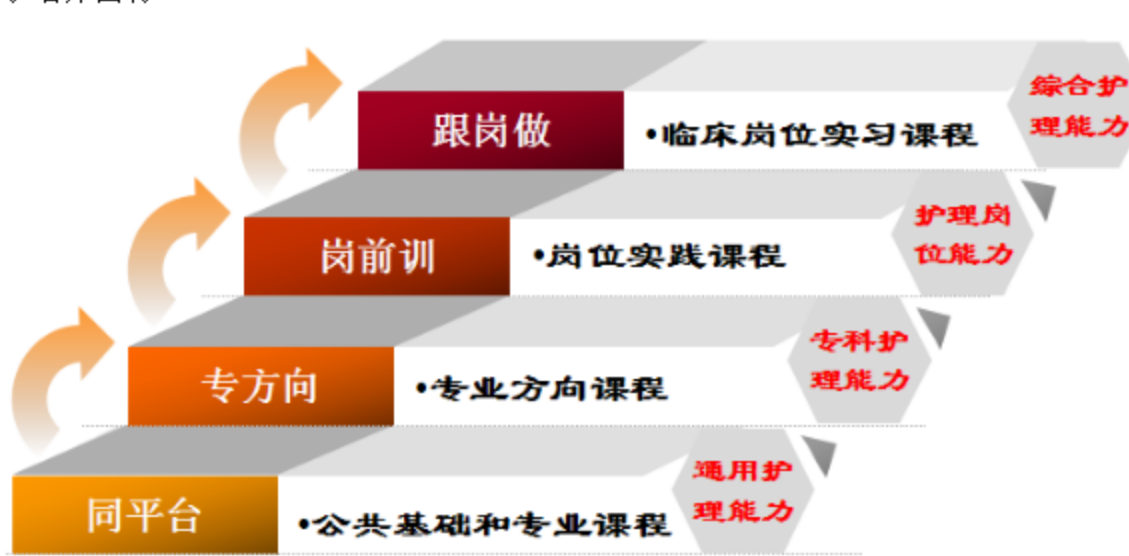 综合护
理能力
跟岗做
•临床岗位实习课程
护理岗
位能力
岗前训
•岗位实践课程
专科护
理能力
专方向
•专业方向课程
通用护
理能力
同平台
•公共基础和专业课程